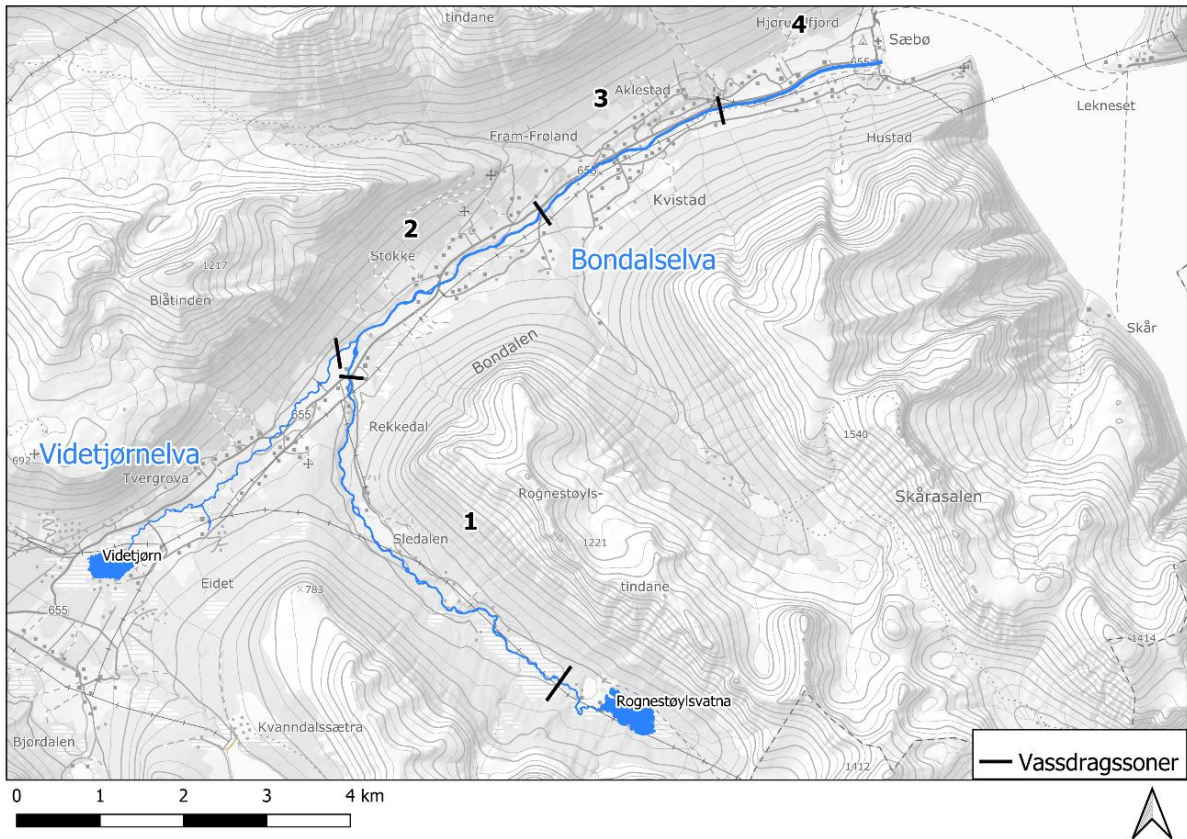 tindane
Hjørundfjord
4
Sæbø
655
3
Aklestad
Lekneset
Fram-Frøland
Hustad
655
Kvistad
2
Stokke
Bondalselva
1217
Blåtinden
Skår
Bondalen
655
Rekkedal
1540
Videtjørnelva
692
Tvergrova
Rognestøyls-
Skårasalen
1
Sledalen
1221
Videtjørn
Eidet
783
tindane
655
1414
Rognestøylsvatna
Kvanndalssætra
Bjørdalen
1412
Vassdragssoner
0 1 2 3 4 km